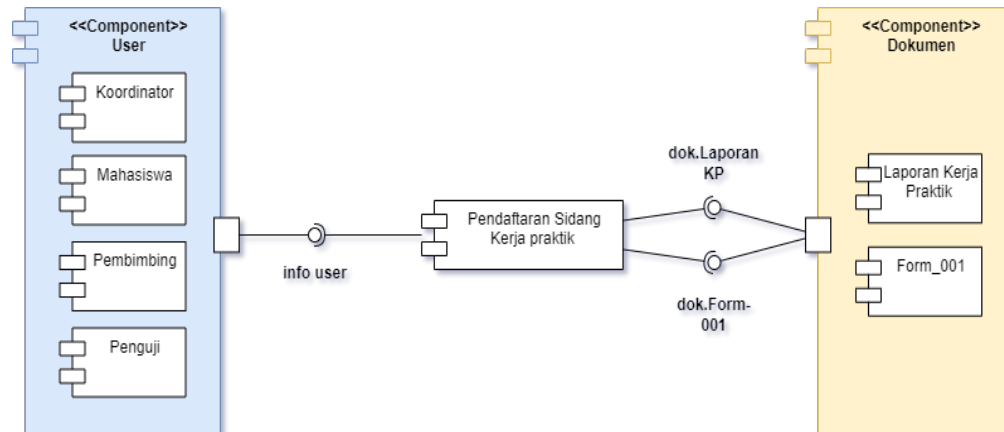 <<Component>>
User
Koordinator
Mahasiswa
Pembimbing
Penguji
info user
Pendaftaran Sidang
Kerja praktik
dok.Laporan
KP
dok.Form-
001
<<Component>>
Dokumen
Laporan Kerja
Praktik
Form_001